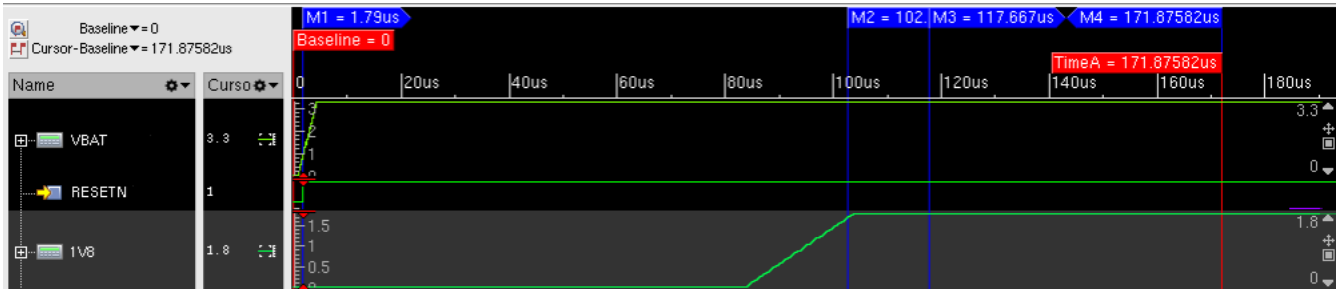 M1 = 1.79us M2 = 102. M3 = 117.667us M4 = 171.87582us
Baseline▼= 0
Baseline = 0
Cursor-Baseline▼= 171.87582us
TimeA = 171.87582us
Name Curso 0 20us 40us 60us 80us 100us 120us 140us 160us 180us
3 3.3
VBAT 3.3 2
1
0 0
RESETN 1
1.5 1.8
1V8 1.8 1
0.5
0 0